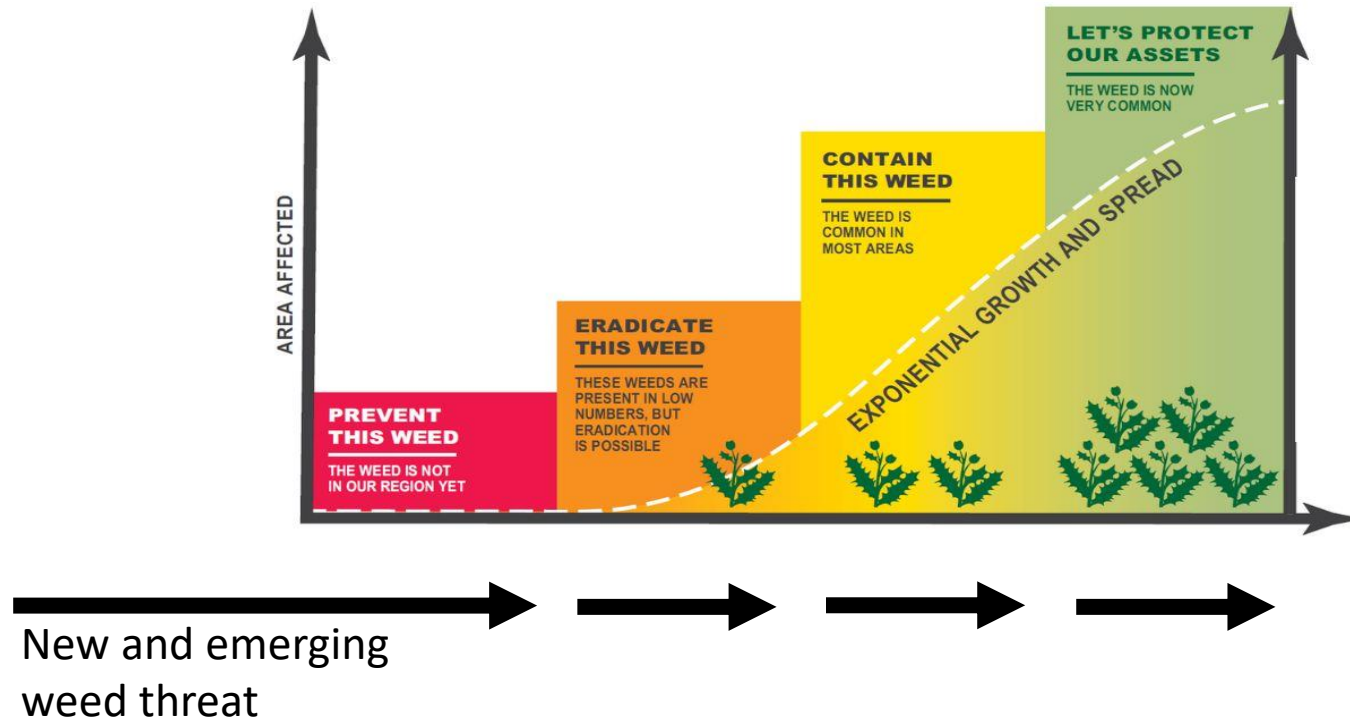 LET'S PROTECT
OUR ASSETS
THE WEED IS NOW
VERY COMMON
CONTAIN
THIS WEED
THE WEED IS
COMMON IN
MOST AREAS
ERADICATE
THIS WEED
THESE WEEDS ARE
PRESENT IN LOW
NUMBERS, BUT
ERADICATION
IS POSSIBLE
PREVENT
THIS WEED
THE WEED IS NOT
IN OUR REGION YET
AREA AFFECTED
EXPONENTIAL GROWTH AND SPREAD
New and emerging
weed threat